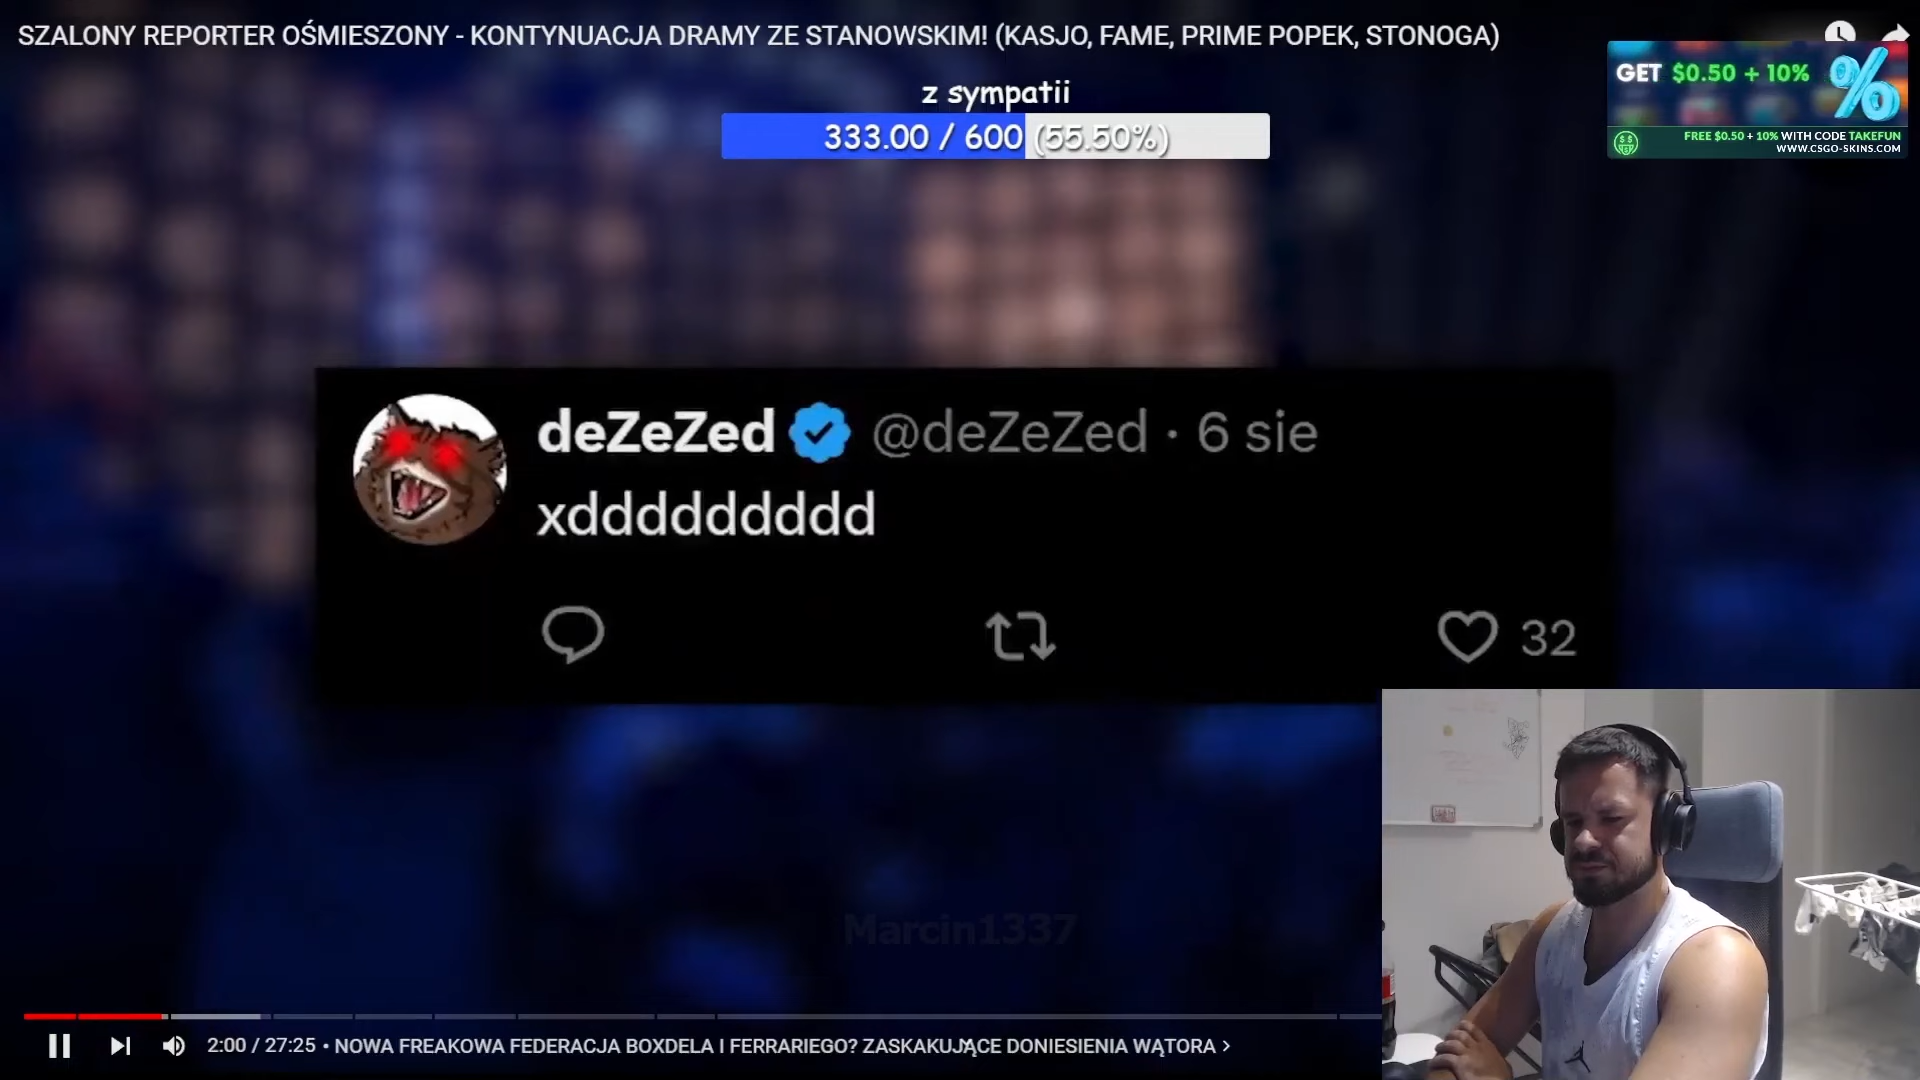 SZALONY REPORTER OŚMIESZONY - KONTYNUACJA DRAMY ZE STANOWSKIM! (KASJO, FAME, PRIME POPEK, STONOGA)
GET $0.50 + 10%
%
FREE $0.50 + 10% WITH CODE TAKEFUN
WWW.CSGO-SKINS.COM
z sympatii
333.00 / 600 (55.50%)
deZeZed @deZeZed · 6 sie
xddddddddd
32
Marcin1337
2:00 / 27:25 • NOWA FREAKOWA FEDERACJA BOXDELA I FERRARIEGO? ZASKAKUJĄCE DONIESIENIA WĄTORA >